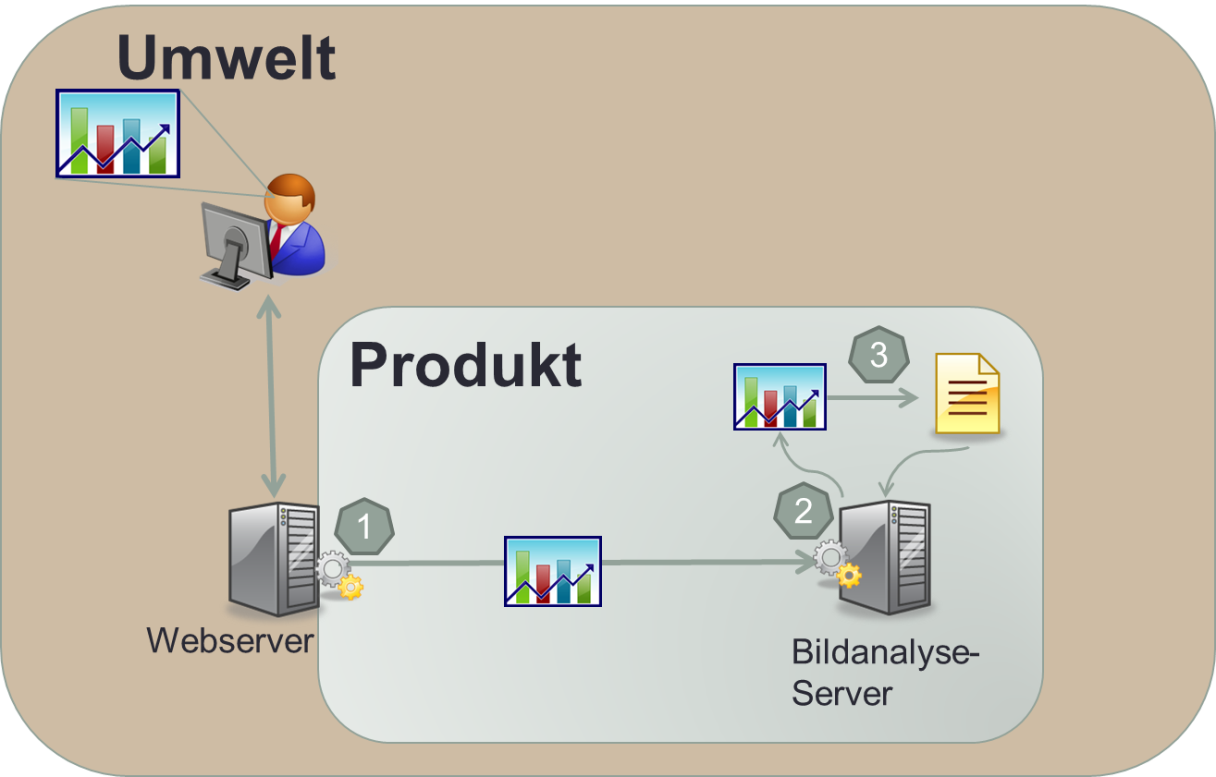 Umwelt
Produkt
3
2
1
Webserver
Bildanalyse-
Server